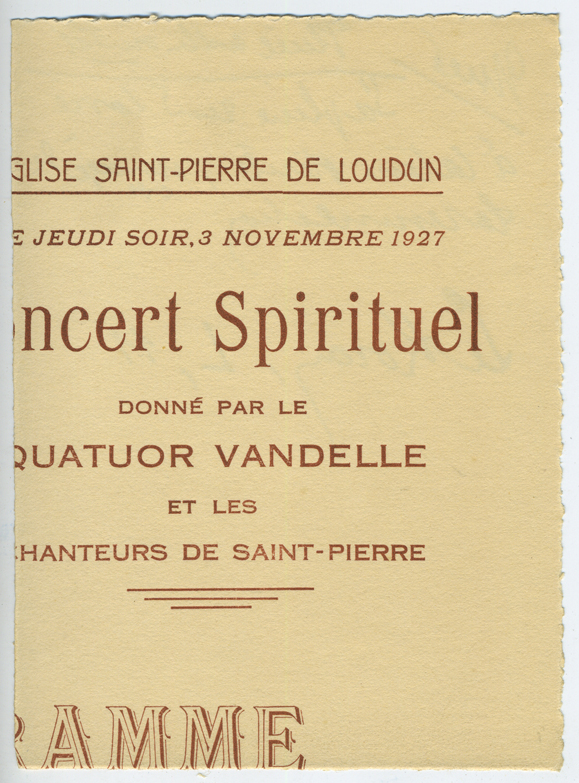 GLISE SAINT-PIERRE DE LOUDUN
E JEUDI SOIR, 3 NOVEMBRE 1927
oncert Spirituel
DONNÉ PAR LE
QUATUOR VANDELLE
ET LES
CHANTEURS DE SAINT-PIERRE
RAMME